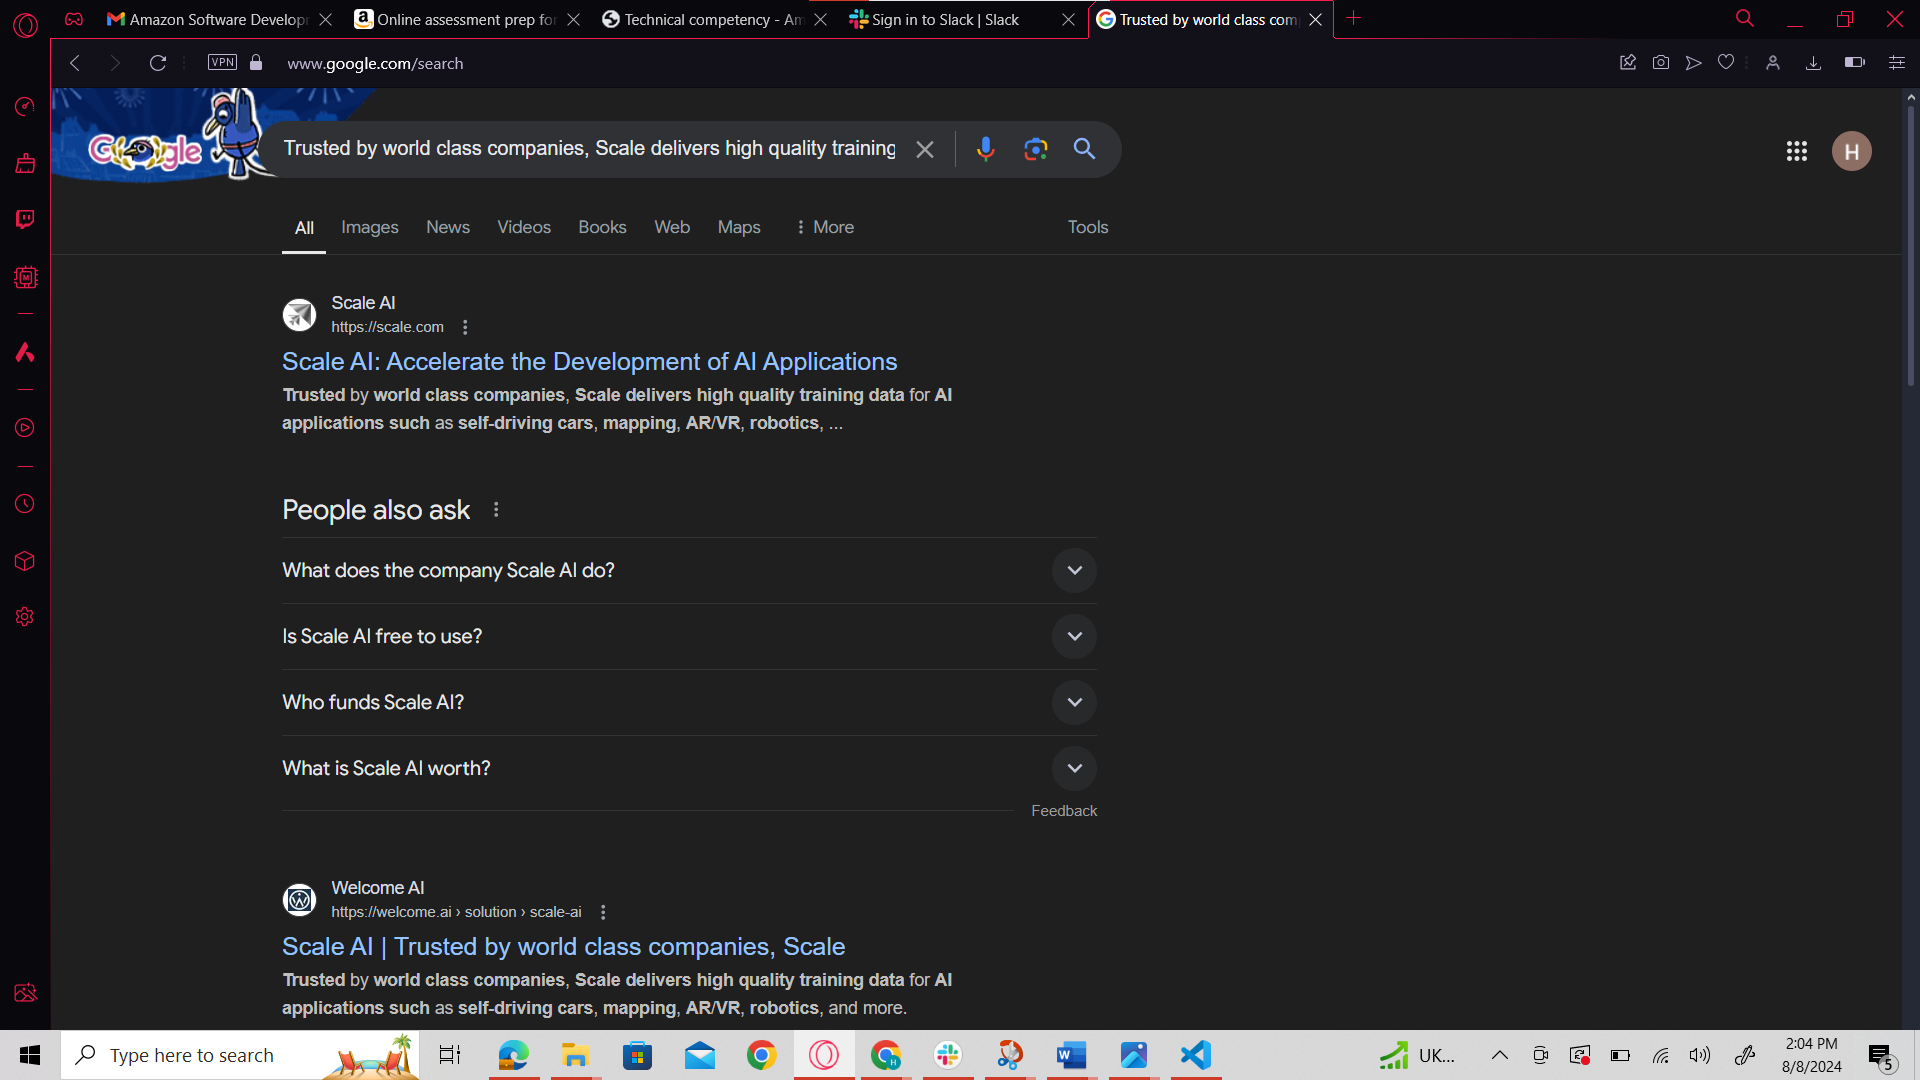 Amazon Software Develop
Online assessment prep for
Technical competency - Am
Sign in to Slack | Slack
Trusted by world class com
VPN
www.google.com/search
Google
Trusted by world class companies, Scale delivers high quality training
H
All
Images
News
Videos
Books
Web
Maps
More
Tools
Scale AI
https://scale.com
Scale AI: Accelerate the Development of AI Applications
Trusted by world class companies, Scale delivers high quality training data for AI
applications such as self-driving cars, mapping, AR/VR, robotics, ...
People also ask
What does the company Scale AI do?
Is Scale AI free to use?
Who funds Scale AI?
What is Scale AI worth?
Feedback
Welcome AI
https://welcome.ai › solution › scale-ai
Scale AI | Trusted by world class companies, Scale
Trusted by world class companies, Scale delivers high quality training data for AI
applications such as self-driving cars, mapping, AR/VR, robotics, and more.
Type here to search
UK...
2:04 PM
8/8/2024
5